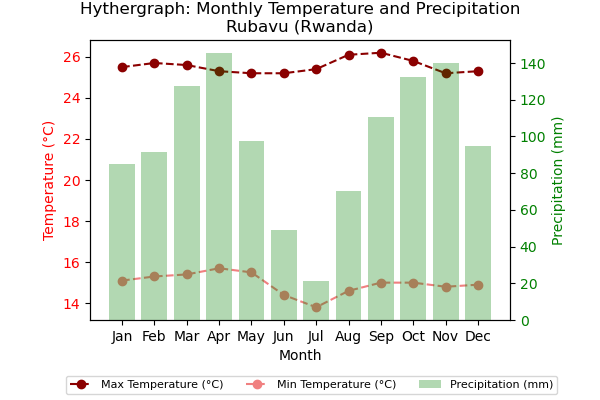 Hythergraph: Monthly Temperature and Precipitation
Rubavu (Rwanda)
26
24
22
20
18
16
14
Temperature (°C)
140
120
100
80
60
40
20
0
Precipitation (mm)
Jan Feb Mar Apr May Jun Jul Aug Sep Oct Nov Dec
Month
Max Temperature (°C) Min Temperature (°C) Precipitation (mm)